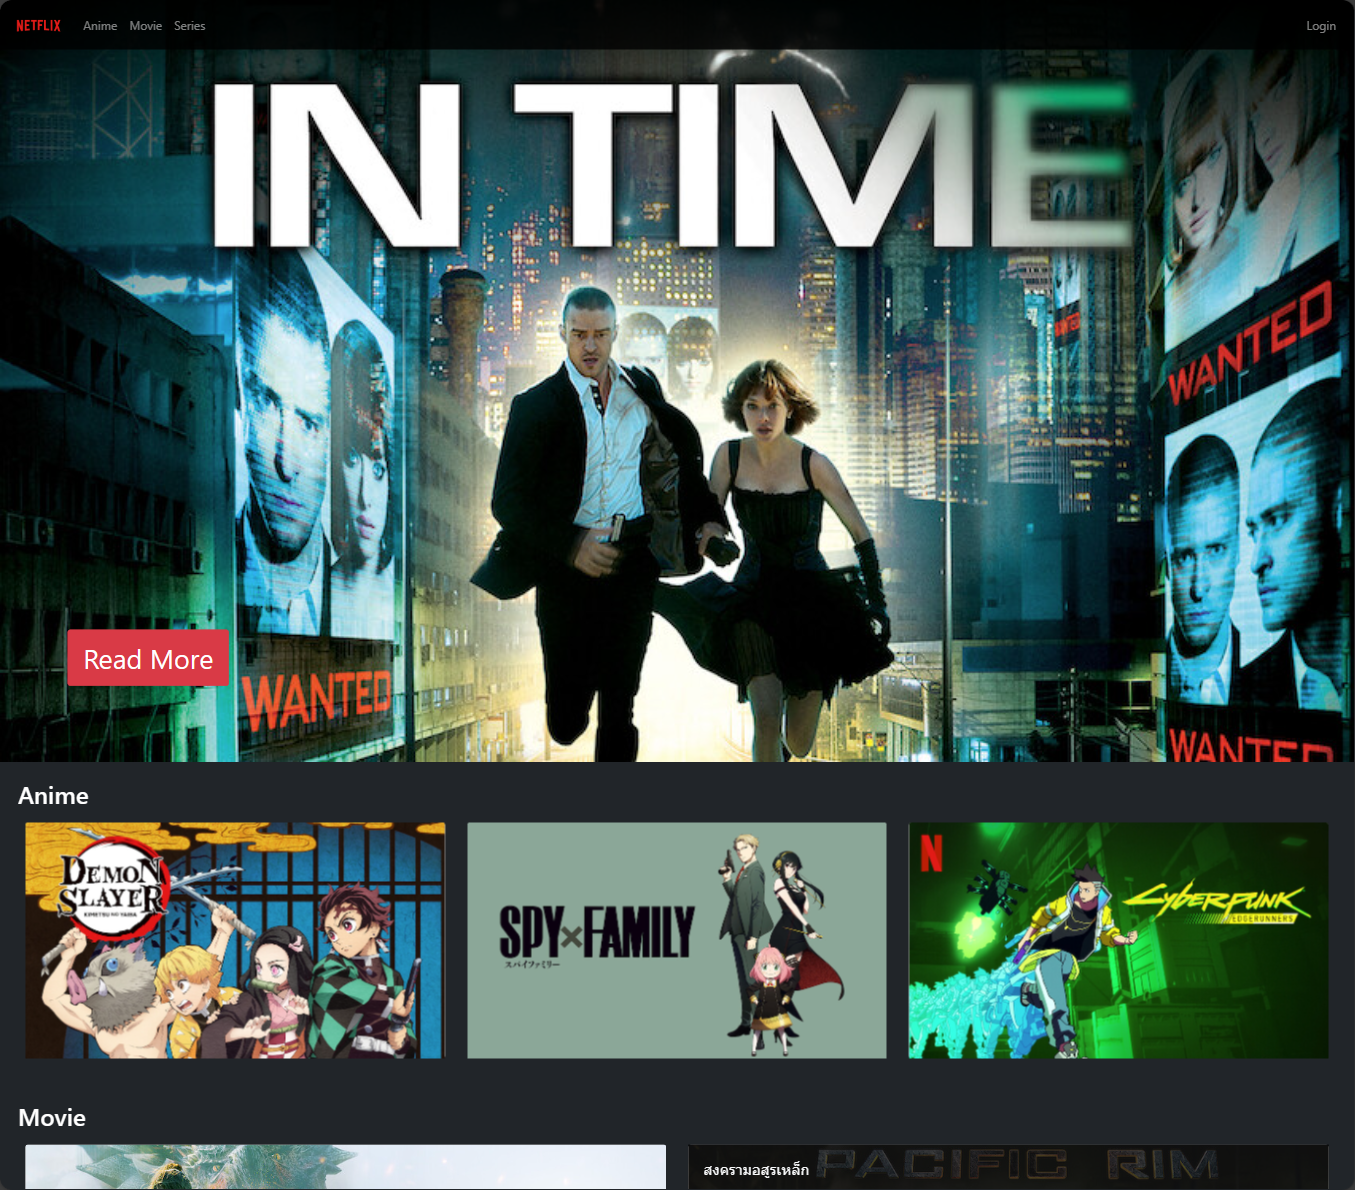 NETFLIX Anime Movie Series Login
IN TIME
WANTED
Read More
WANTED
WANTED
WANTED
Anime
DEMON
SLAYER
KIMETSU NO YAIBA
SPY×FAMILY
スパイファミリー
N
CYBERPUNK
EDGERUNNERS
Movie
สงครามอสูรเหล็ก
PACIFIC RIM